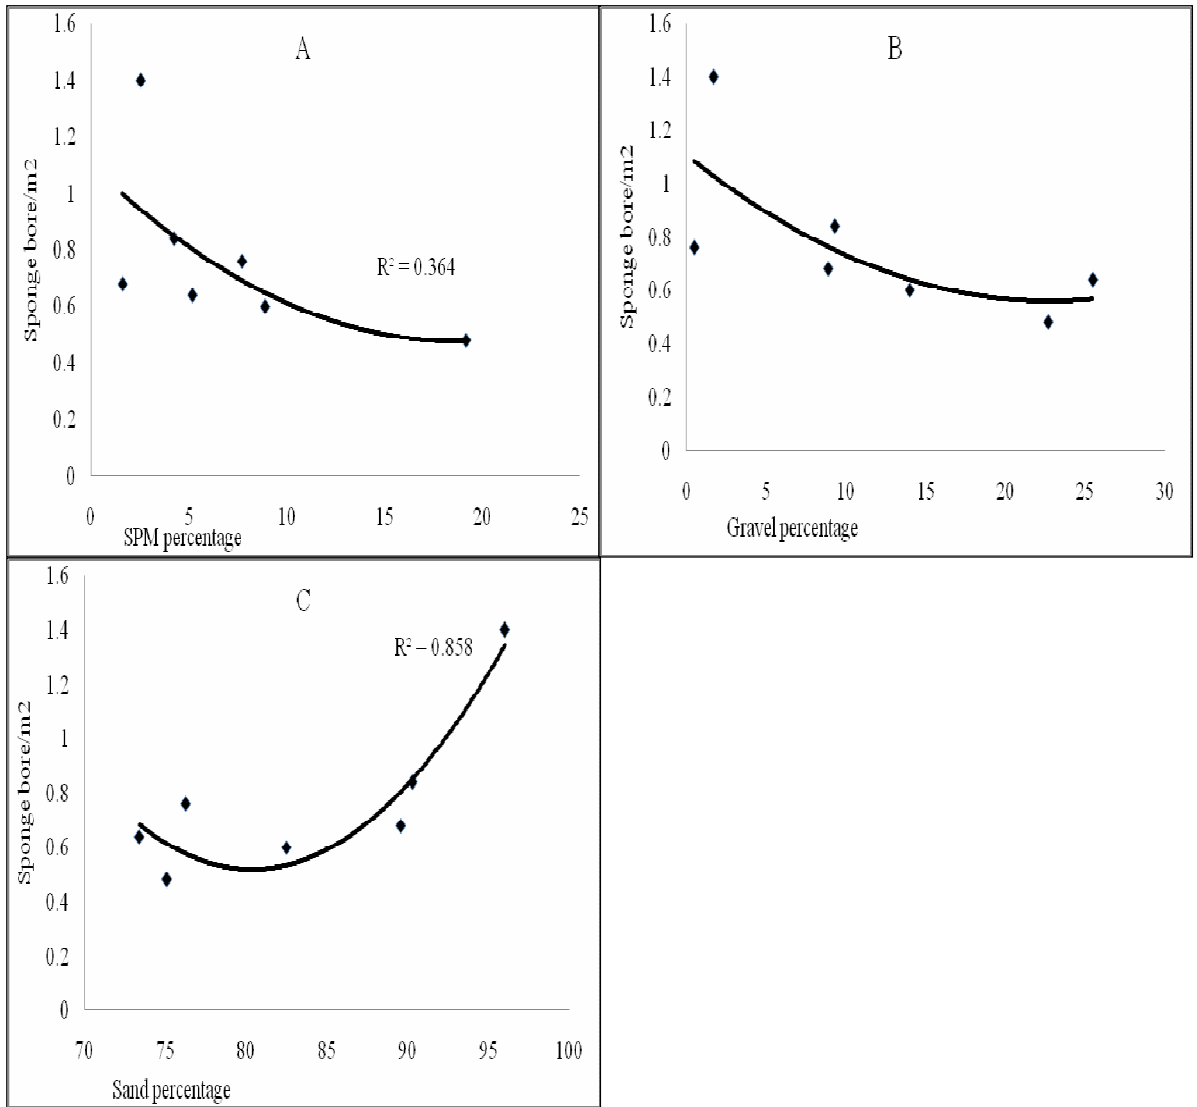 A
1.6
1.4
1.2
1
0.8
0.6
0.4
0.2
0
Sponge bore/m2
R² = 0.364
0 5 10 15 20 25
SPM percentage
B
1.6
1.4
1.2
1
0.8
0.6
0.4
0.2
0
Sponge bore/m2
0 5 10 15 20 25 30
Gravel percentage
C
1.6
1.4
1.2
1
0.8
0.6
0.4
0.2
0
Sponge bore/m2
R² – 0.858
70 75 80 85 90 95 100
Sand percentage